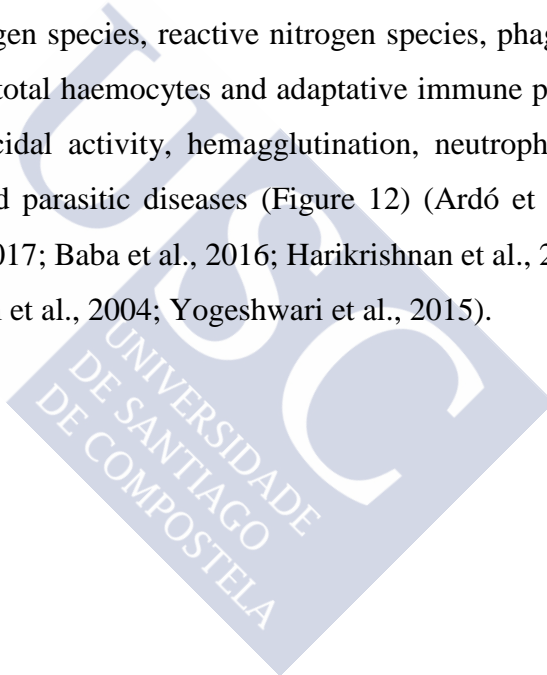 gen species, reactive nitrogen species, phag
total haemocytes and adaptative immune p
cidal activity, hemagglutination, neutroph
d parasitic diseases (Figure 12) (Ardó et
017; Baba et al., 2016; Harikrishnan et al., 2
et al., 2004; Yogeshwari et al., 2015).
USC
UNIVERSIDADE
DE SANTIAGO
DE COMPOSTELA